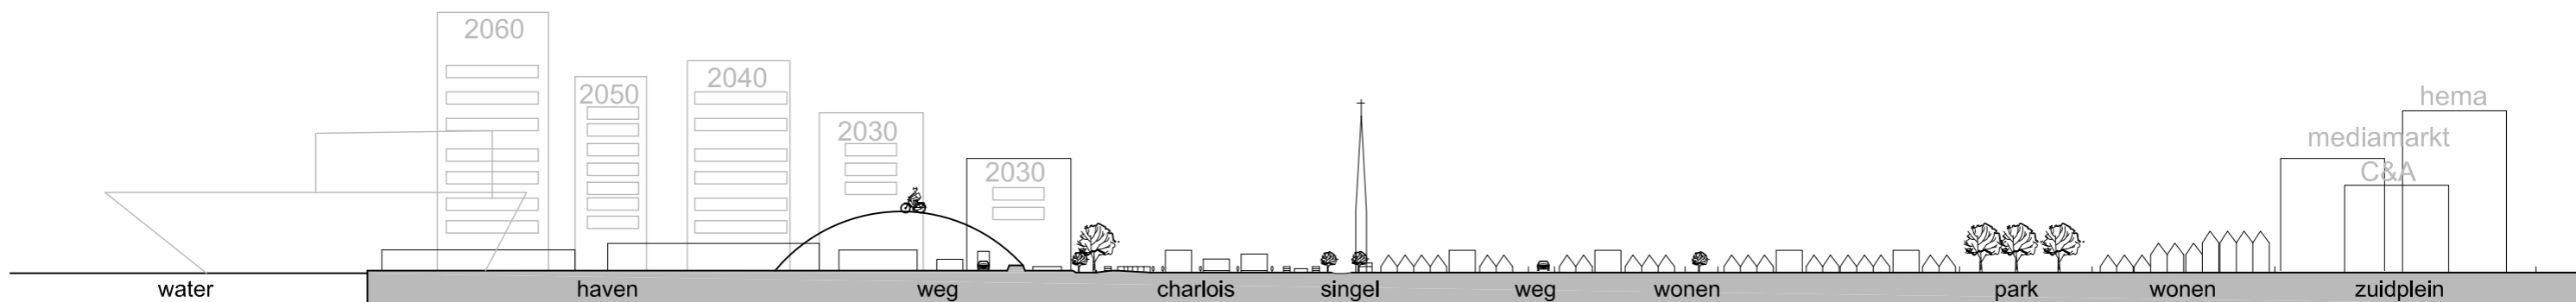 2060
2050
2040
2030
2030
hema
mediamarkt
C&A
water
haven
weg
charlois
singel
weg
wonen
park
wonen
zuidplein